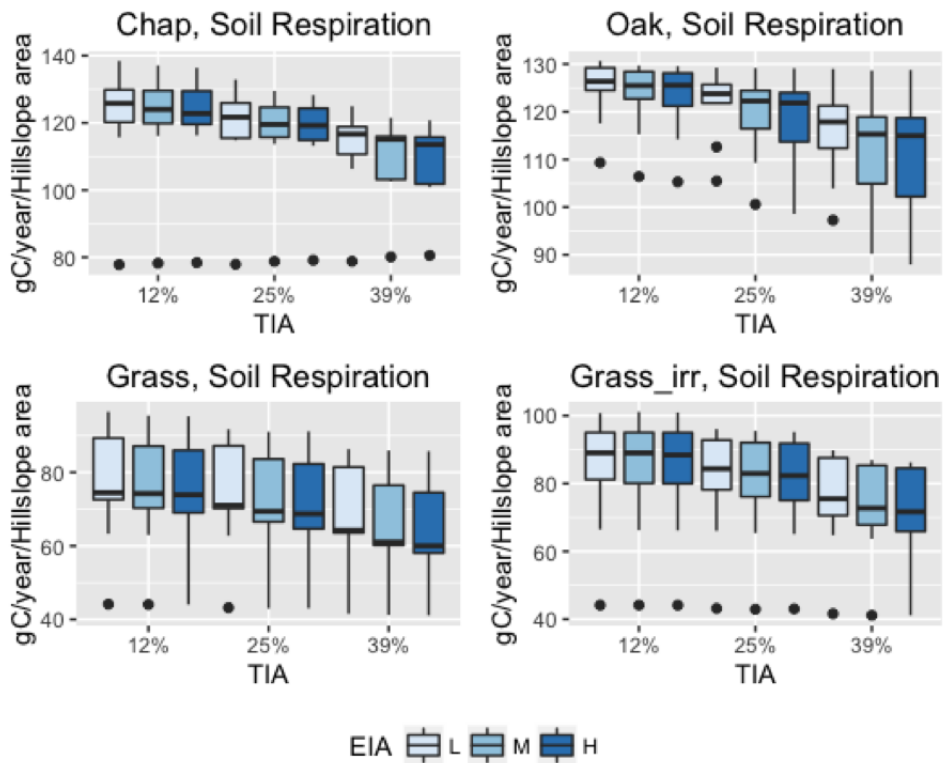 Chap, Soil Respiration
gC/year/Hillslope area
140
120
100
80
12%
25%
39%
TIA
Oak, Soil Respiration
gC/year/Hillslope area
130
120
110
100
90
12%
25%
39%
TIA
Grass, Soil Respiration
gC/year/Hillslope area
80
60
40
12%
25%
39%
TIA
Grass_irr, Soil Respiration
gC/year/Hillslope area
100
80
60
40
12%
25%
39%
TIA
EIA L M H